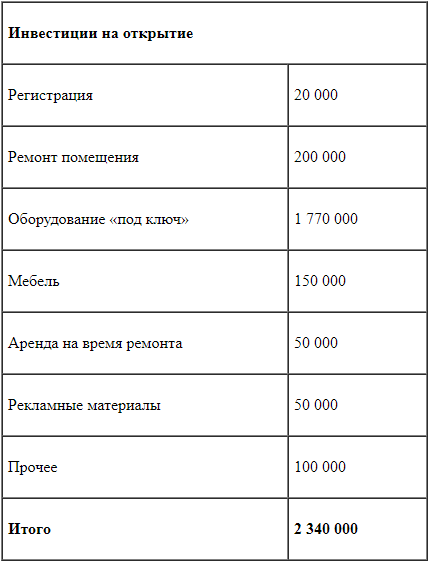 Инвестиции на открытие
Регистрация 20 000
Ремонт помещения 200 000
Оборудование «под ключ» 1 770 000
Мебель 150 000
Аренда на время ремонта 50 000
Рекламные материалы 50 000
Прочее 100 000
Итого 2 340 000